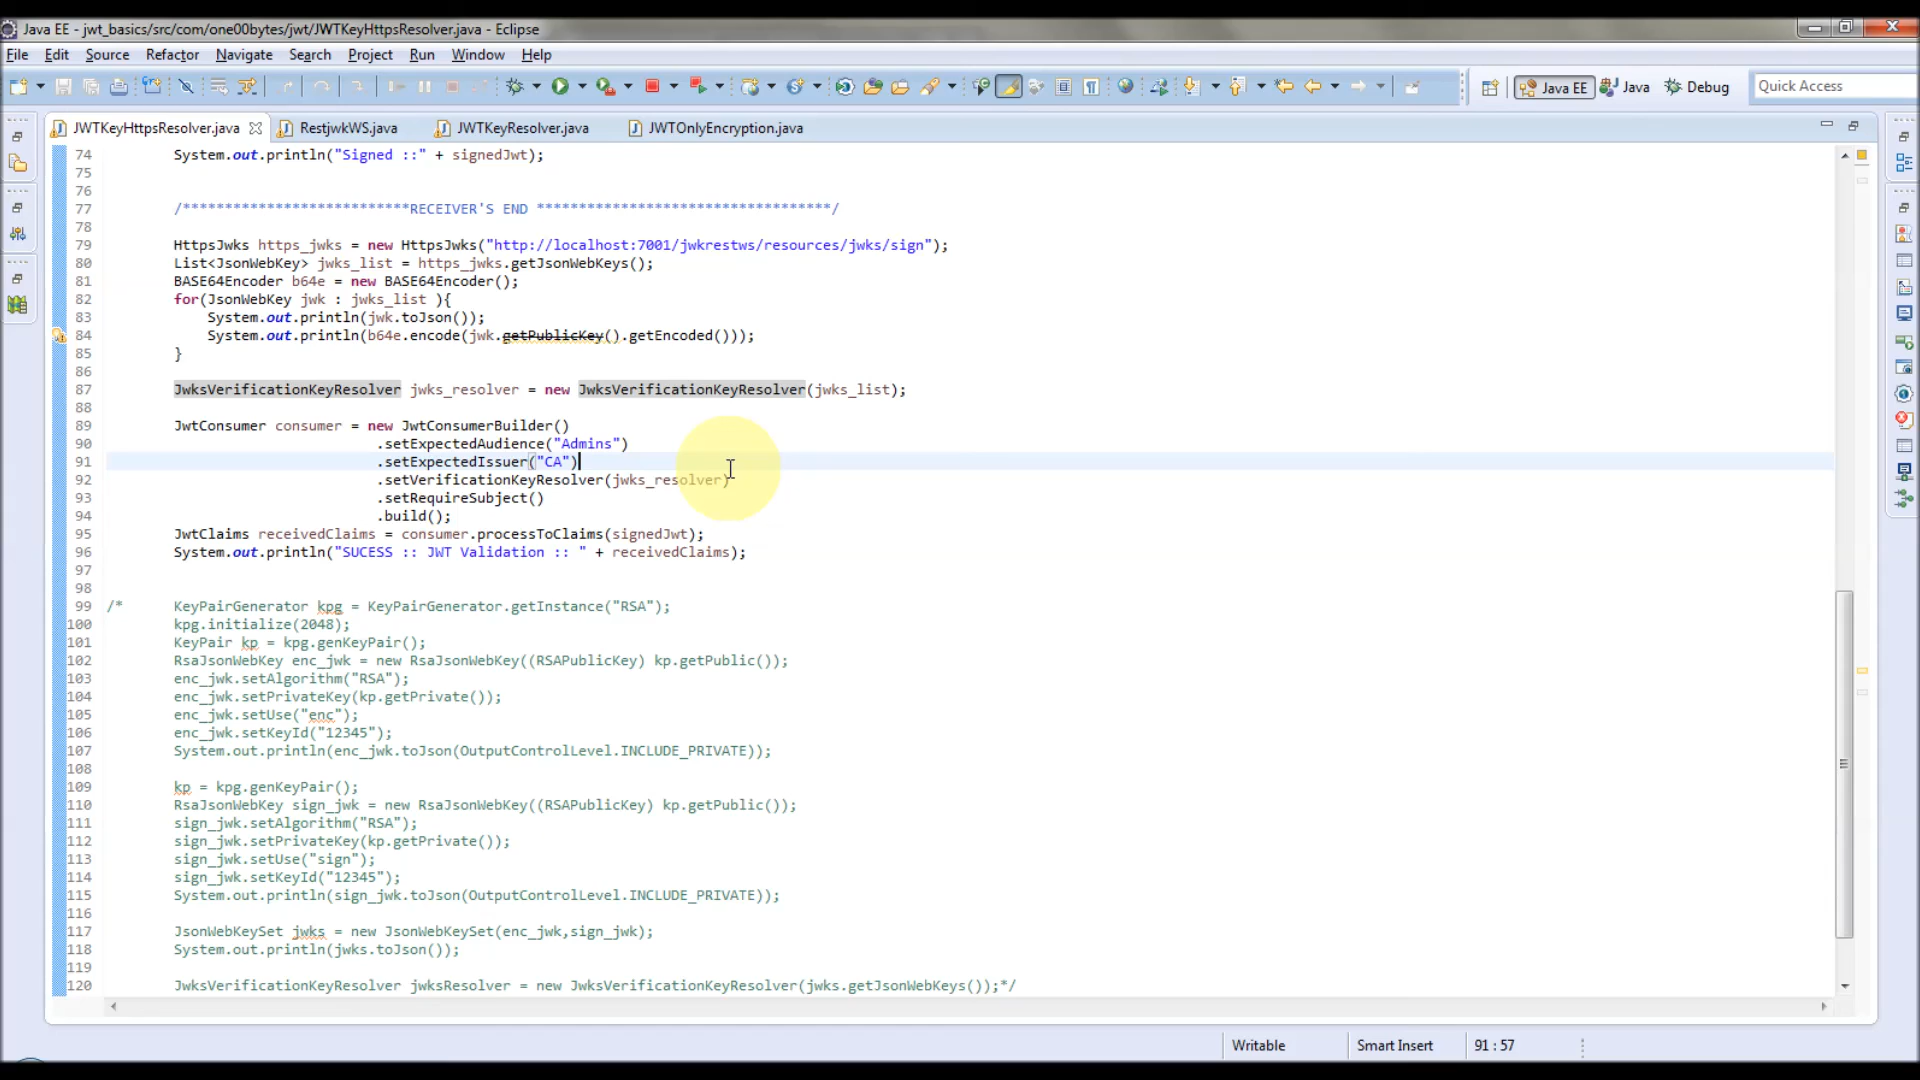 Java EE - jwt_basics/src/com/one00bytes/jwt/JWTKeyHttpsResolver.java - Eclipse
File Edit Source Refactor Navigate Search Project Run Window Help
Java EE Java Debug Quick Access
JWTKeyHttpsResolver.java RestjwkWS.java JWTKeyResolver.java JWTOnlyEncryption.java
74 System.out.println("Signed ::" + signedJwt);
75
76
77 /***************************RECEIVER'S END ***********************************/
78
79 HttpsJwks https_jwks = new HttpsJwks("http://localhost:7001/jwkrestws/resources/jwks/sign");
80 List<JsonWebKey> jwks_list = https_jwks.getJsonWebKeys();
81 BASE64Encoder b64e = new BASE64Encoder();
82 for(JsonWebKey jwk : jwks_list ){
83 System.out.println(jwk.toJson());
84 System.out.println(b64e.encode(jwk.getPublicKey().getEncoded()));
85 }
86
87 JwksVerificationKeyResolver jwks_resolver = new JwksVerificationKeyResolver(jwks_list);
88
89 JwtConsumer consumer = new JwtConsumerBuilder()
90 .setExpectedAudience("Admins")
91 .setExpectedIssuer("CA")
92 .setVerificationKeyResolver(jwks_resolver)
93 .setRequireSubject()
94 .build();
95 JwtClaims receivedClaims = consumer.processToClaims(signedJwt);
96 System.out.println("SUCESS :: JWT Validation :: " + receivedClaims);
97
98
99 /* KeyPairGenerator kpg = KeyPairGenerator.getInstance("RSA");
100 kpg.initialize(2048);
101 KeyPair kp = kpg.genKeyPair();
102 RsaJsonWebKey enc_jwk = new RsaJsonWebKey((RSAPublicKey) kp.getPublic());
103 enc_jwk.setAlgorithm("RSA");
104 enc_jwk.setPrivateKey(kp.getPrivate());
105 enc_jwk.setUse("enc");
106 enc_jwk.setKeyId("12345");
107 System.out.println(enc_jwk.toJson(OutputControlLevel.INCLUDE_PRIVATE));
108
109 kp = kpg.genKeyPair();
110 RsaJsonWebKey sign_jwk = new RsaJsonWebKey((RSAPublicKey) kp.getPublic());
111 sign_jwk.setAlgorithm("RSA");
112 sign_jwk.setPrivateKey(kp.getPrivate());
113 sign_jwk.setUse("sign");
114 sign_jwk.setKeyId("12345");
115 System.out.println(sign_jwk.toJson(OutputControlLevel.INCLUDE_PRIVATE));
116
117 JsonWebKeySet jwks = new JsonWebKeySet(enc_jwk,sign_jwk);
118 System.out.println(jwks.toJson());
119
120 JwksVerificationKeyResolver jwksResolver = new JwksVerificationKeyResolver(jwks.getJsonWebKeys());*/
Writable Smart Insert 91 : 57